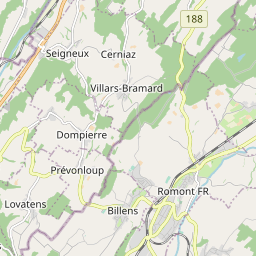 188
Seigneux
Cerniaz
Villars-Bramard
Dompierre
Prévonloup
Romont FR
Lovatens
Billens